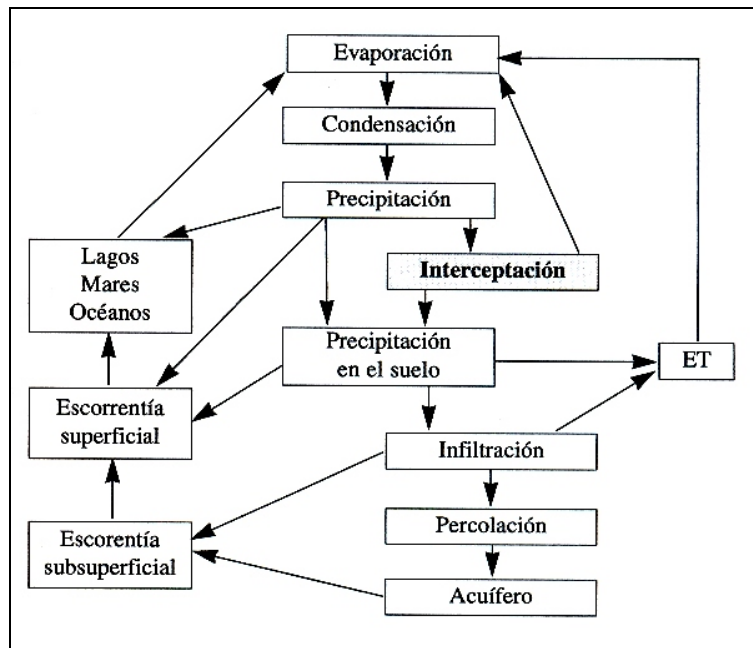 Evaporación
Condensación
Precipitación
Lagos
Mares
Océanos
Interceptación
Precipitación
en el suelo
ET
Escorrentía
superficial
Infiltración
Escorentía
subsuperficial
Percolación
Acuífero